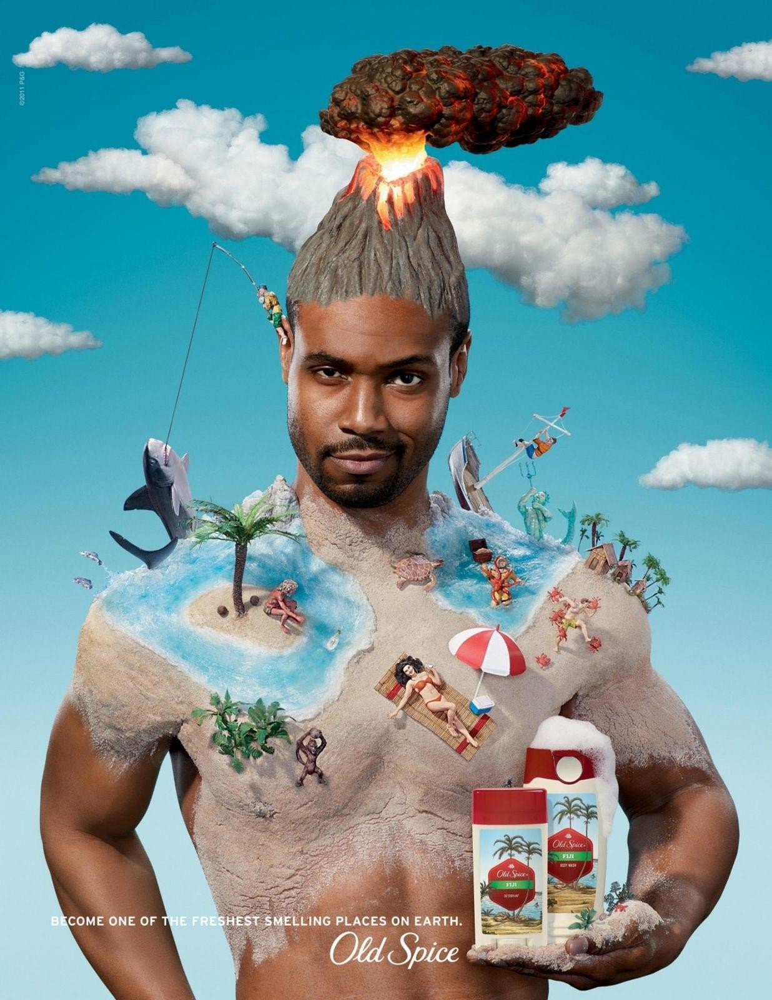 ©2011 P&G
Old Spice
FIJI
BODY WASH
Old Spice
FIJI
DEODORANT
BECOME ONE OF THE FRESHEST SMELLING PLACES ON EARTH.
Old Spice